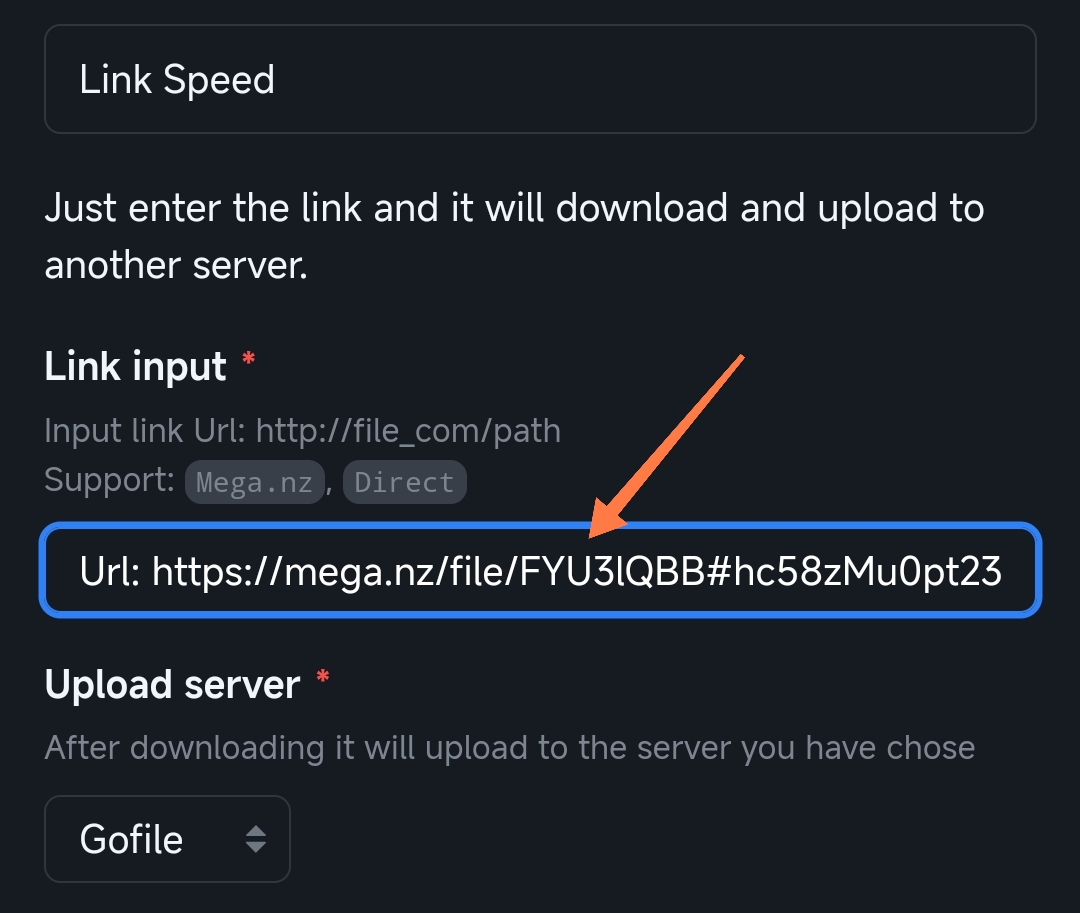 Link Speed
Just enter the link and it will download and upload to
another server.
Link input *
Input link Url: http://file_com/path
Support: Mega.nz, Direct
Url: https://mega.nz/file/FYU3lQBB#hc58zMu0pt23
Upload server *
After downloading it will upload to the server you have chose
Gofile